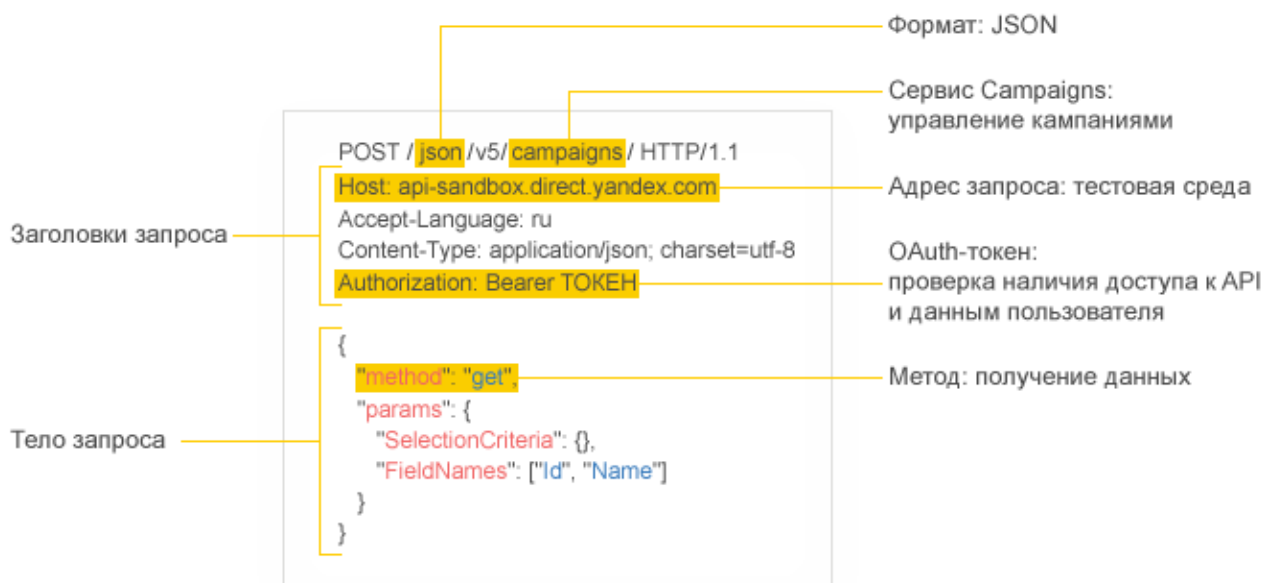 Формат: JSON
Сервис Campaigns:
управление кампаниями
POST / json /v5/ campaigns / HTTP/1.1
Host: api-sandbox.direct.yandex.com
Адрес запроса: тестовая среда
Accept-Language: ru
Заголовки запроса
Content-Type: application/json; charset=utf-8
OAuth-токен:
проверка наличия доступа к API
и данным пользователя
Authorization: Bearer ТОКЕН
{
"method": "get",
Метод: получение данных
"params": {
Тело запроса
"SelectionCriteria": {},
"FieldNames": ["Id", "Name"]
}
}